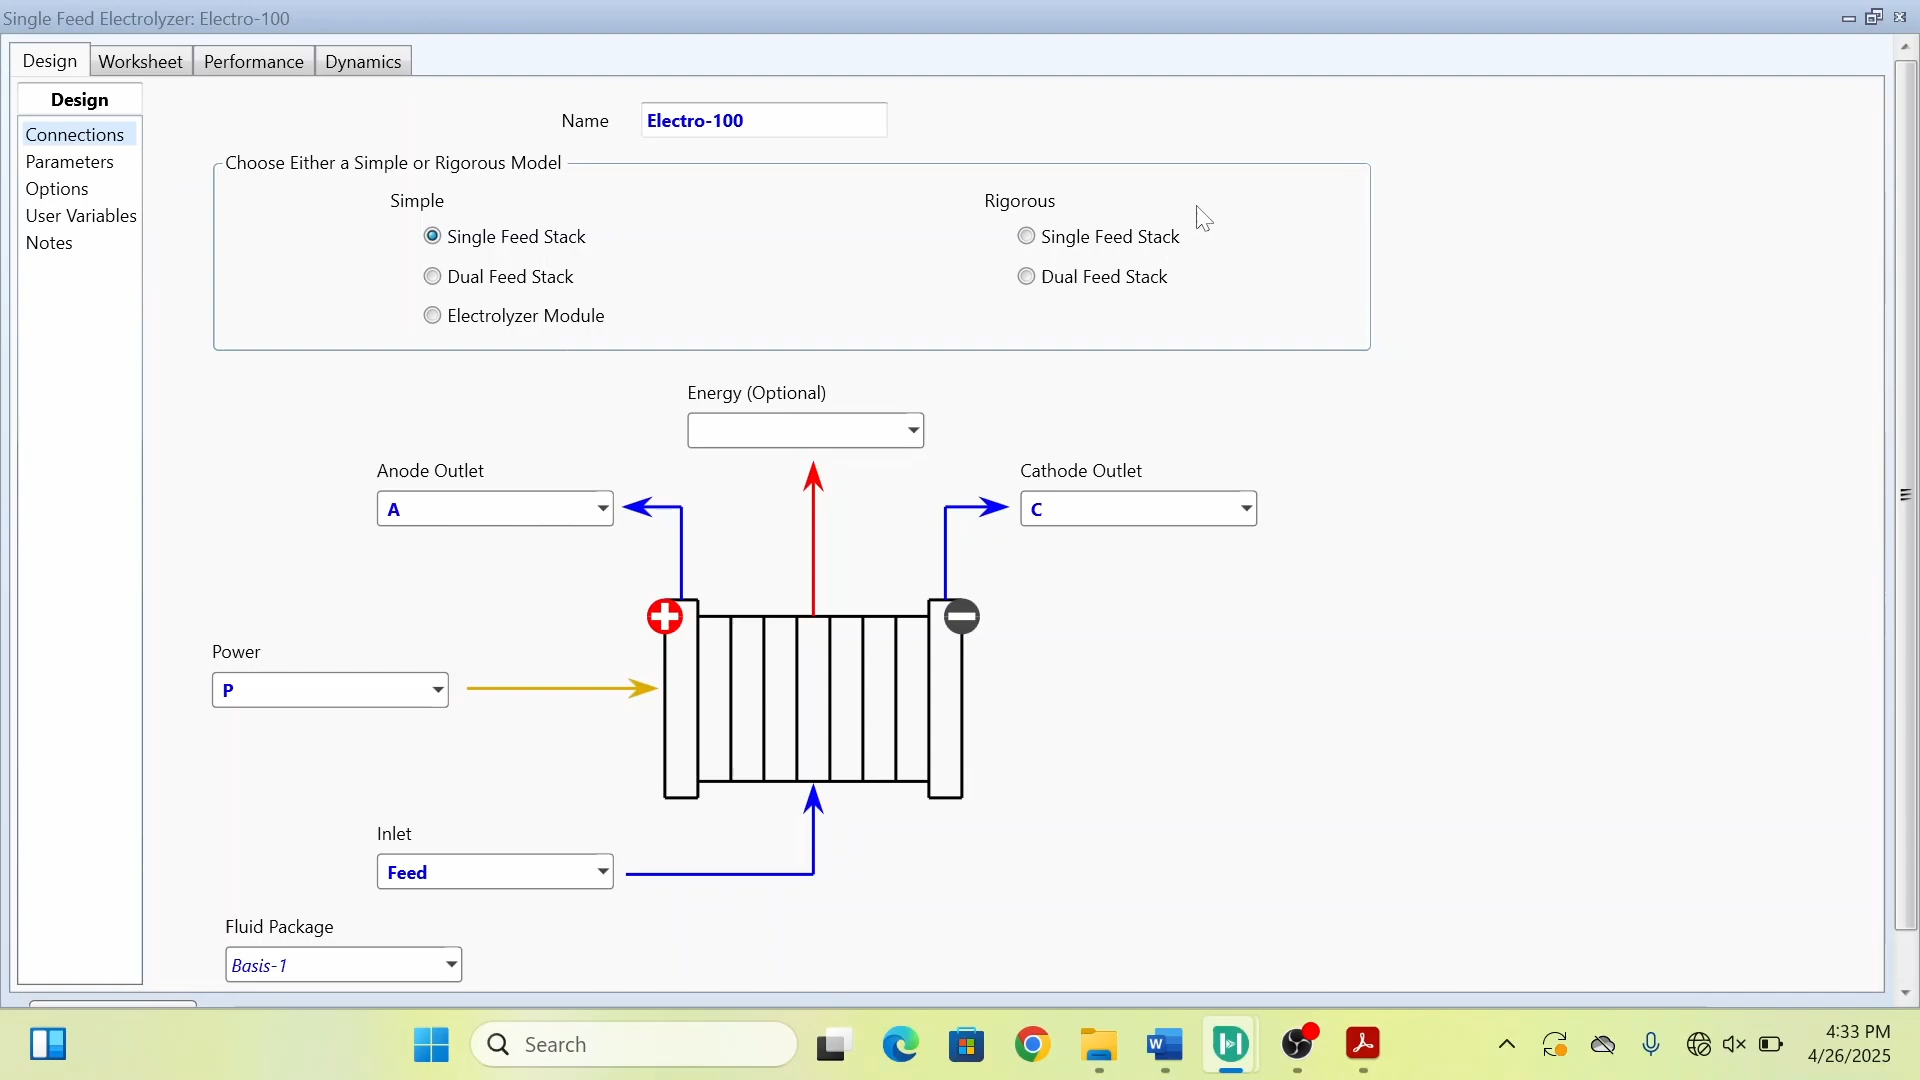 Single Feed Electrolyzer: Electro-100
Design Worksheet Performance Dynamics
Design
Connections
Parameters
Options
User Variables
Notes
Name Electro-100
Choose Either a Simple or Rigorous Model
Simple Rigorous
Single Feed Stack Single Feed Stack
Dual Feed Stack Dual Feed Stack
Electrolyzer Module
Energy (Optional)
Anode Outlet Cathode Outlet
A C
Power
P
Inlet
Feed
Fluid Package
Basis-1
Search
4:33 PM
4/26/2025